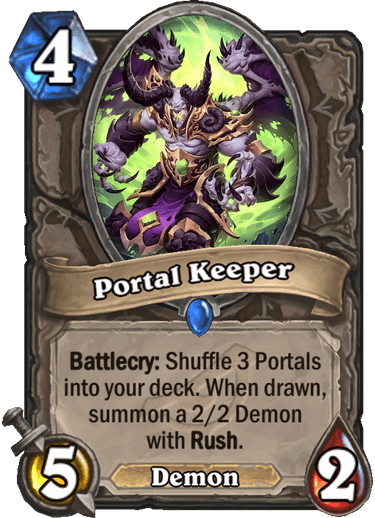 4
Portal Keeper
Battlecry: Shuffle 3 Portals
into your deck. When drawn,
summon a 2/2 Demon
with Rush.
5
Demon
2